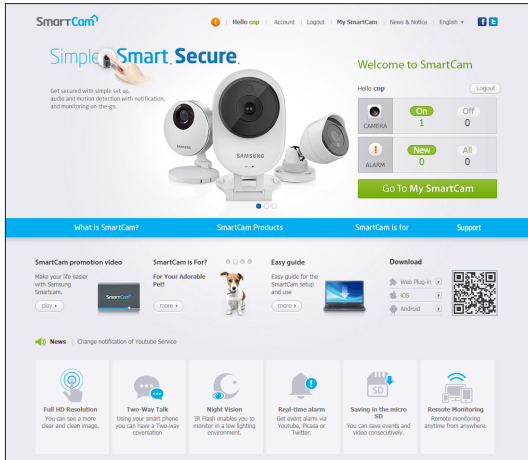 SmartCam
! Hello cnp | Account | Logout | My SmartCam | News & Notice | English
Simple, Smart, Secure.
Get secured with simple set up,
audio and motion detection with notification,
and monitoring on-the-go.
SAMSUNG
SAMSUNG
Welcome to SmartCam
Hello cnp Logout
CAMERA On 1 Off 0
ALARM New 0 All 0
Go To My SmartCam
What is SmartCam? SmartCam Products SmartCam is for Support
SmartCam promotion video
Make your life easier
with Samsung
Smartcam.
play
SmartCam
SmartCam is For?
For Your Adorable
Pet!
more
Easy guide
Easy guide for the
SmartCam setup
and use
more
Download
Web Plug-in
iOS
Android
News | Change notification of Youtube Service
Full HD Resolution
You can see a more
clear and clean image.
Two-Way Talk
Using your smart phone
you can have a Two-way
coversation
Night Vision
IR Flash enables you to
monitor in a low lighting
environment.
Real-time alarm
Get event alarm via
Youtube, Picasa or
Twitter.
SD
Saving in the micro
SD
You can save events and
video consecutively.
Remote Monitoring
Remote monitoring
anytime from anywhere.